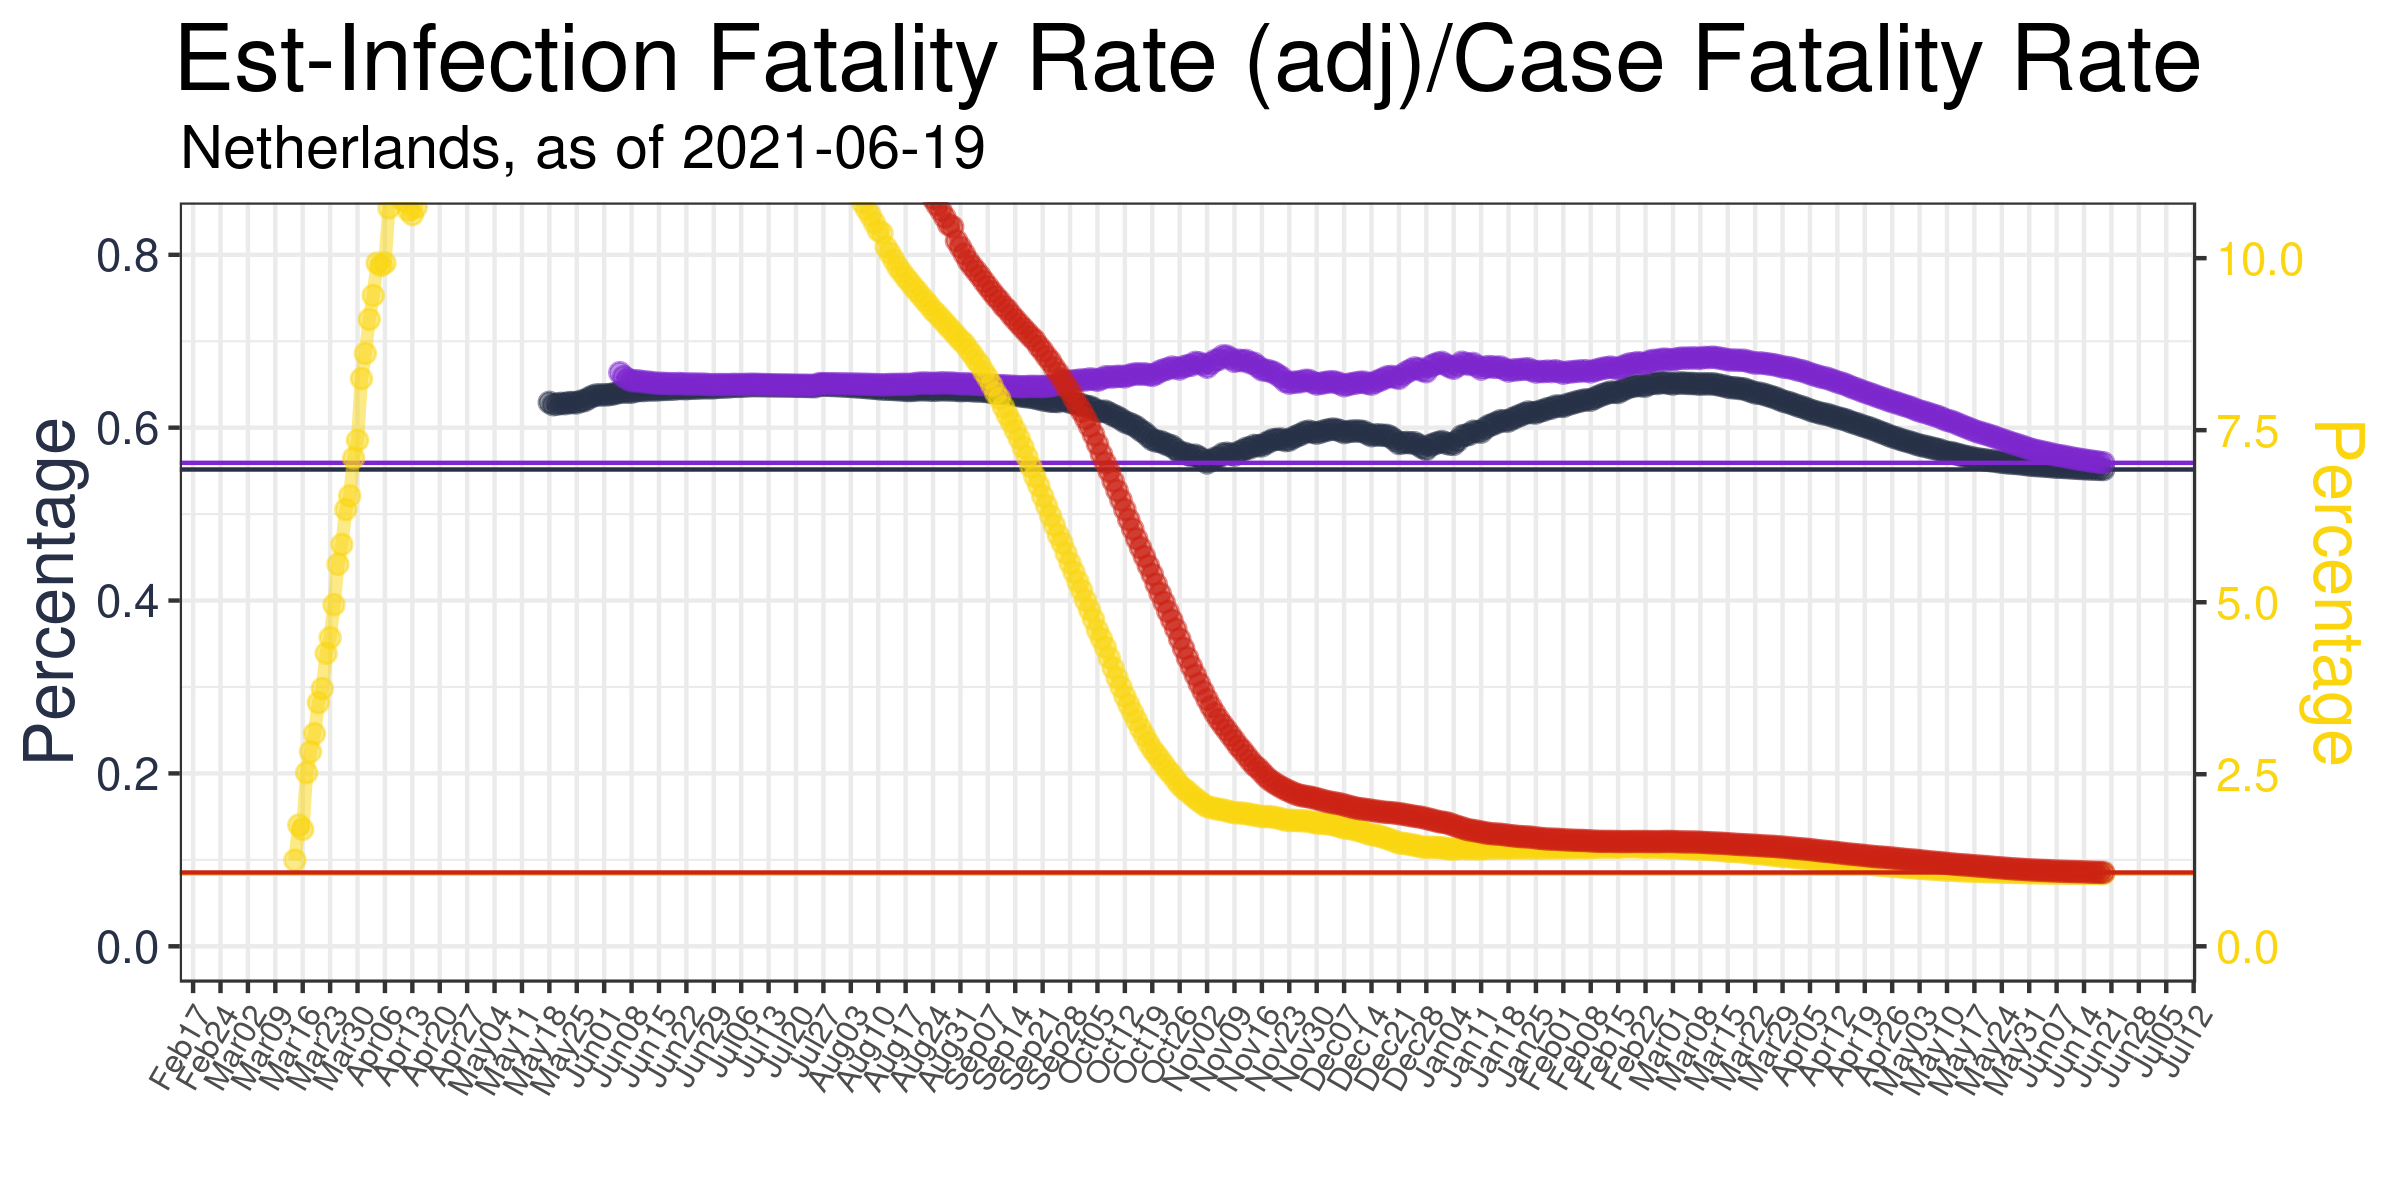 Est-Infection Fatality Rate (adj)/Case Fatality Rate
Netherlands, as of 2021-06-19
Percentage
0.8
0.6
0.4
0.2
0.0
10.0
7.5
5.0
2.5
0.0
Percentage
Feb17
Feb24
Mar02
Mar09
Mar16
Mar23
Mar30
Apr06
Apr13
Apr20
Apr27
May04
May11
May18
May25
Jun01
Jun08
Jun15
Jun22
Jun29
Jul06
Jul13
Jul20
Jul27
Aug03
Aug10
Aug17
Aug24
Aug31
Sep07
Sep14
Sep21
Sep28
Oct05
Oct12
Oct19
Oct26
Nov02
Nov09
Nov16
Nov23
Nov30
Dec07
Dec14
Dec21
Dec28
Jan04
Jan11
Jan18
Jan25
Feb01
Feb08
Feb15
Feb22
Mar01
Mar08
Mar15
Mar22
Mar29
Apr05
Apr12
Apr19
Apr26
May03
May10
May17
May24
May31
Jun07
Jun14
Jun21
Jun28
Jul05
Jul12